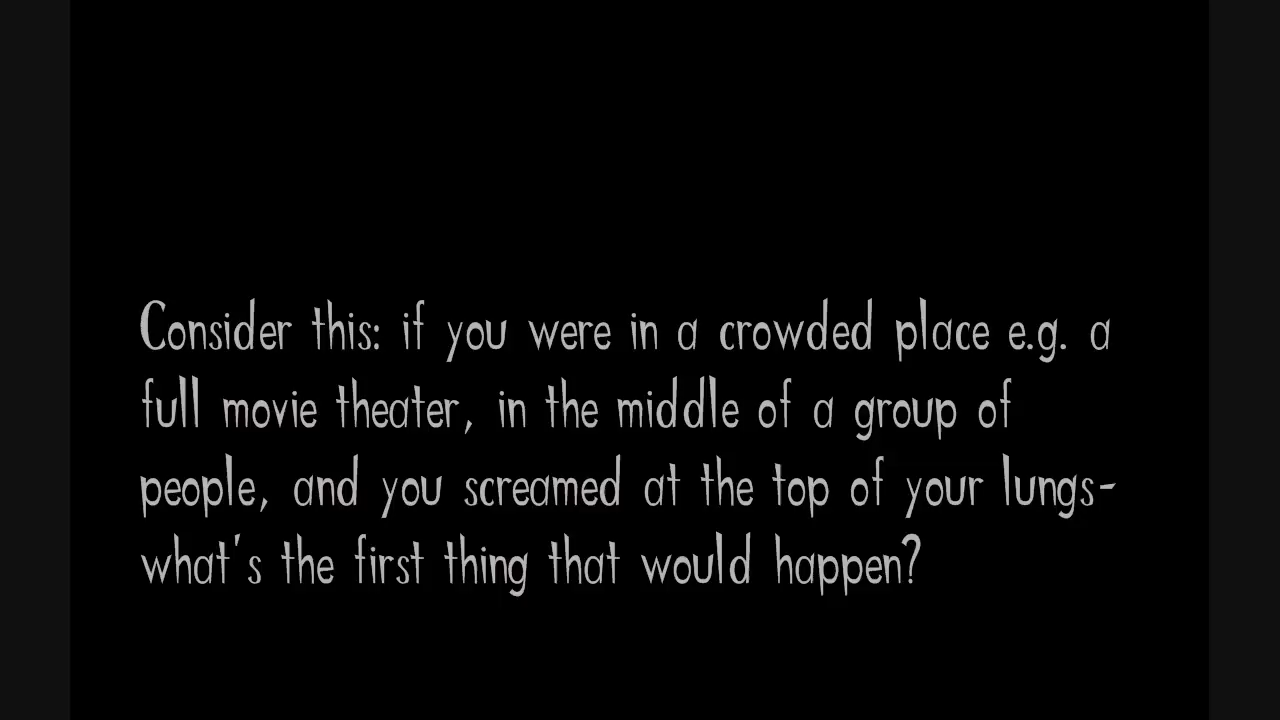 Consider this: if you were in a crowded place e.g. a
full movie theater, in the middle of a group of
people, and you screamed at the top of your lungs-
what's the first thing that would happen?